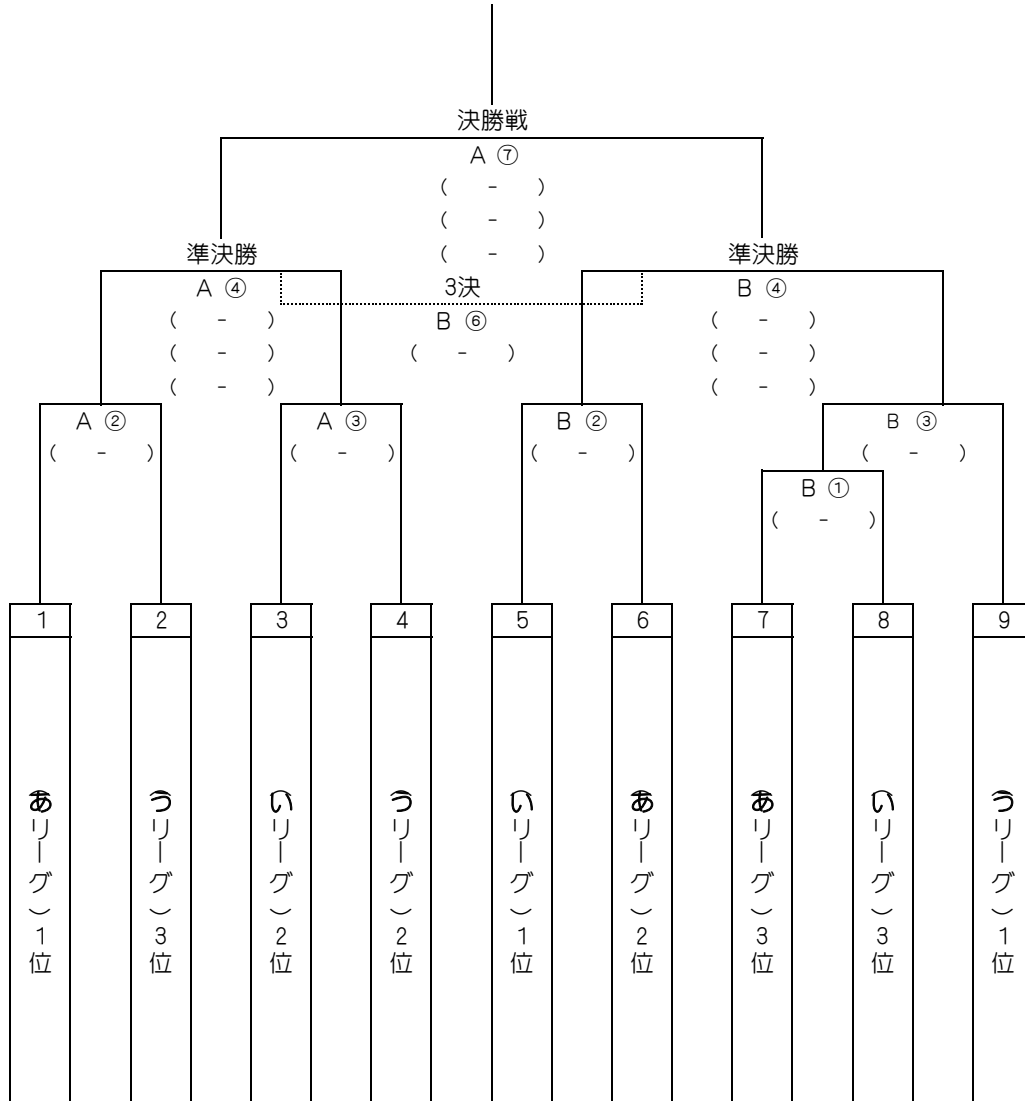 決勝戦
A ⑦
( - )
( - )
( - )
準決勝
準決勝
A ④
3決
B ④
( - )
B ⑥
( - )
( - )
( - )
( - )
( - )
( - )
A ②
A ③
B ②
B ③
( - )
( - )
( - )
( - )
B ①
( - )
1
2
3
4
5
6
7
8
9
(あリーグ)1位
(うリーグ)3位
(いリーグ)2位
(うリーグ)2位
(いリーグ)1位
(あリーグ)2位
(あリーグ)3位
(いリーグ)3位
(うリーグ)1位